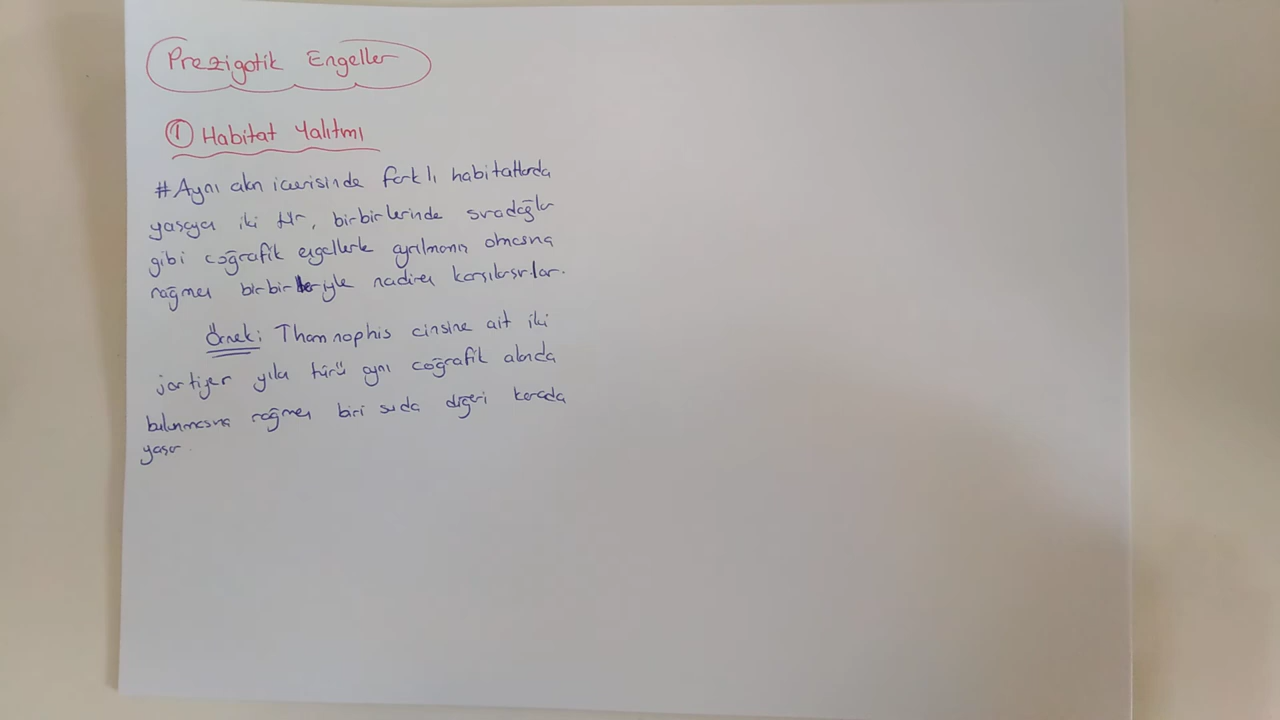 Prezigotik Engeller
① Habitat Yalıtımı
# Aynı alan içerisinde farklı habitatlarda
yaşayan iki tür, birbirlerinde sıradağlar
gibi coğrafik engellerle ayrılmamış olmasına
rağmen birbirleriyle nadiren karşılaşırlar.
Örnek: Thamnophis cinsine ait iki
jartiyer yılan türü aynı coğrafik alanda
bulunmasına rağmen biri suda diğeri karada
yaşar